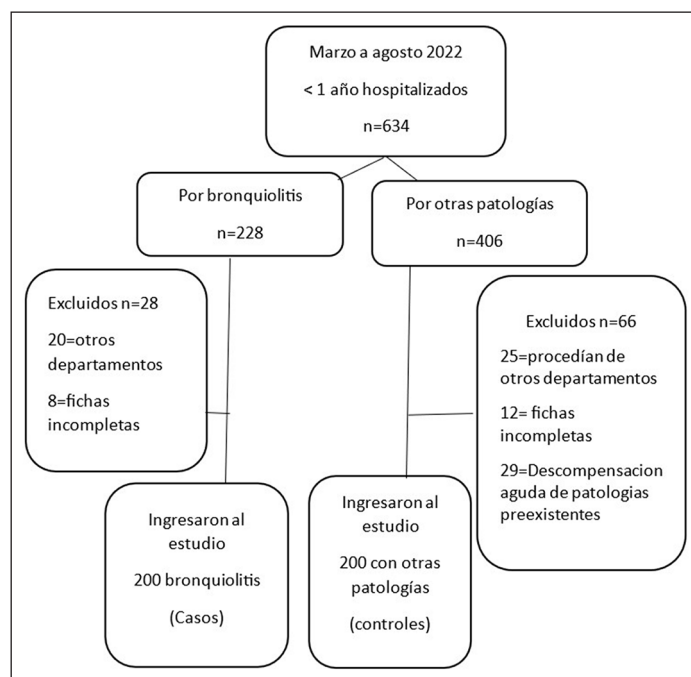 Marzo a agosto 2022
< 1 año hospitalizados
n=634
Por bronquiolitis
n=228
Por otras patologías
n=406
Excluidos n=28
20=otros
departamentos
8=fichas
incompletas
Excluidos n=66
25=procedían de
otros departamentos
12= fichas
incompletas
29=Descompensacion
aguda de patologias
preexistentes
Ingresaron al
estudio
200 bronquiolitis
(Casos)
Ingresaron al
estudio
200 con otras
patologías
(controles)